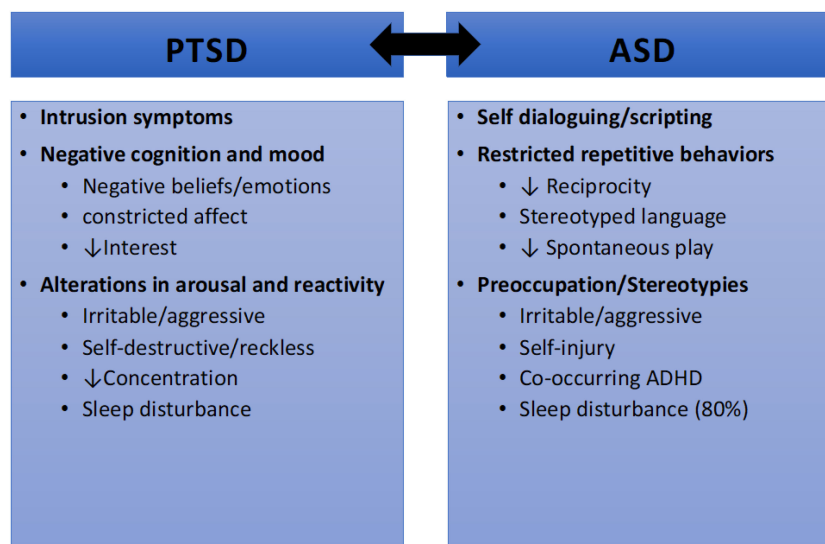 PTSD
ASD
• Intrusion symptoms
• Negative cognition and mood
• Negative beliefs/emotions
• constricted affect
• ↓Interest
• Alterations in arousal and reactivity
• Irritable/aggressive
• Self-destructive/reckless
• ↓Concentration
• Sleep disturbance
• Self dialoguing/scripting
• Restricted repetitive behaviors
• ↓ Reciprocity
• Stereotyped language
• ↓ Spontaneous play
• Preoccupation/Stereotypies
• Irritable/aggressive
• Self-injury
• Co-occurring ADHD
• Sleep disturbance (80%)